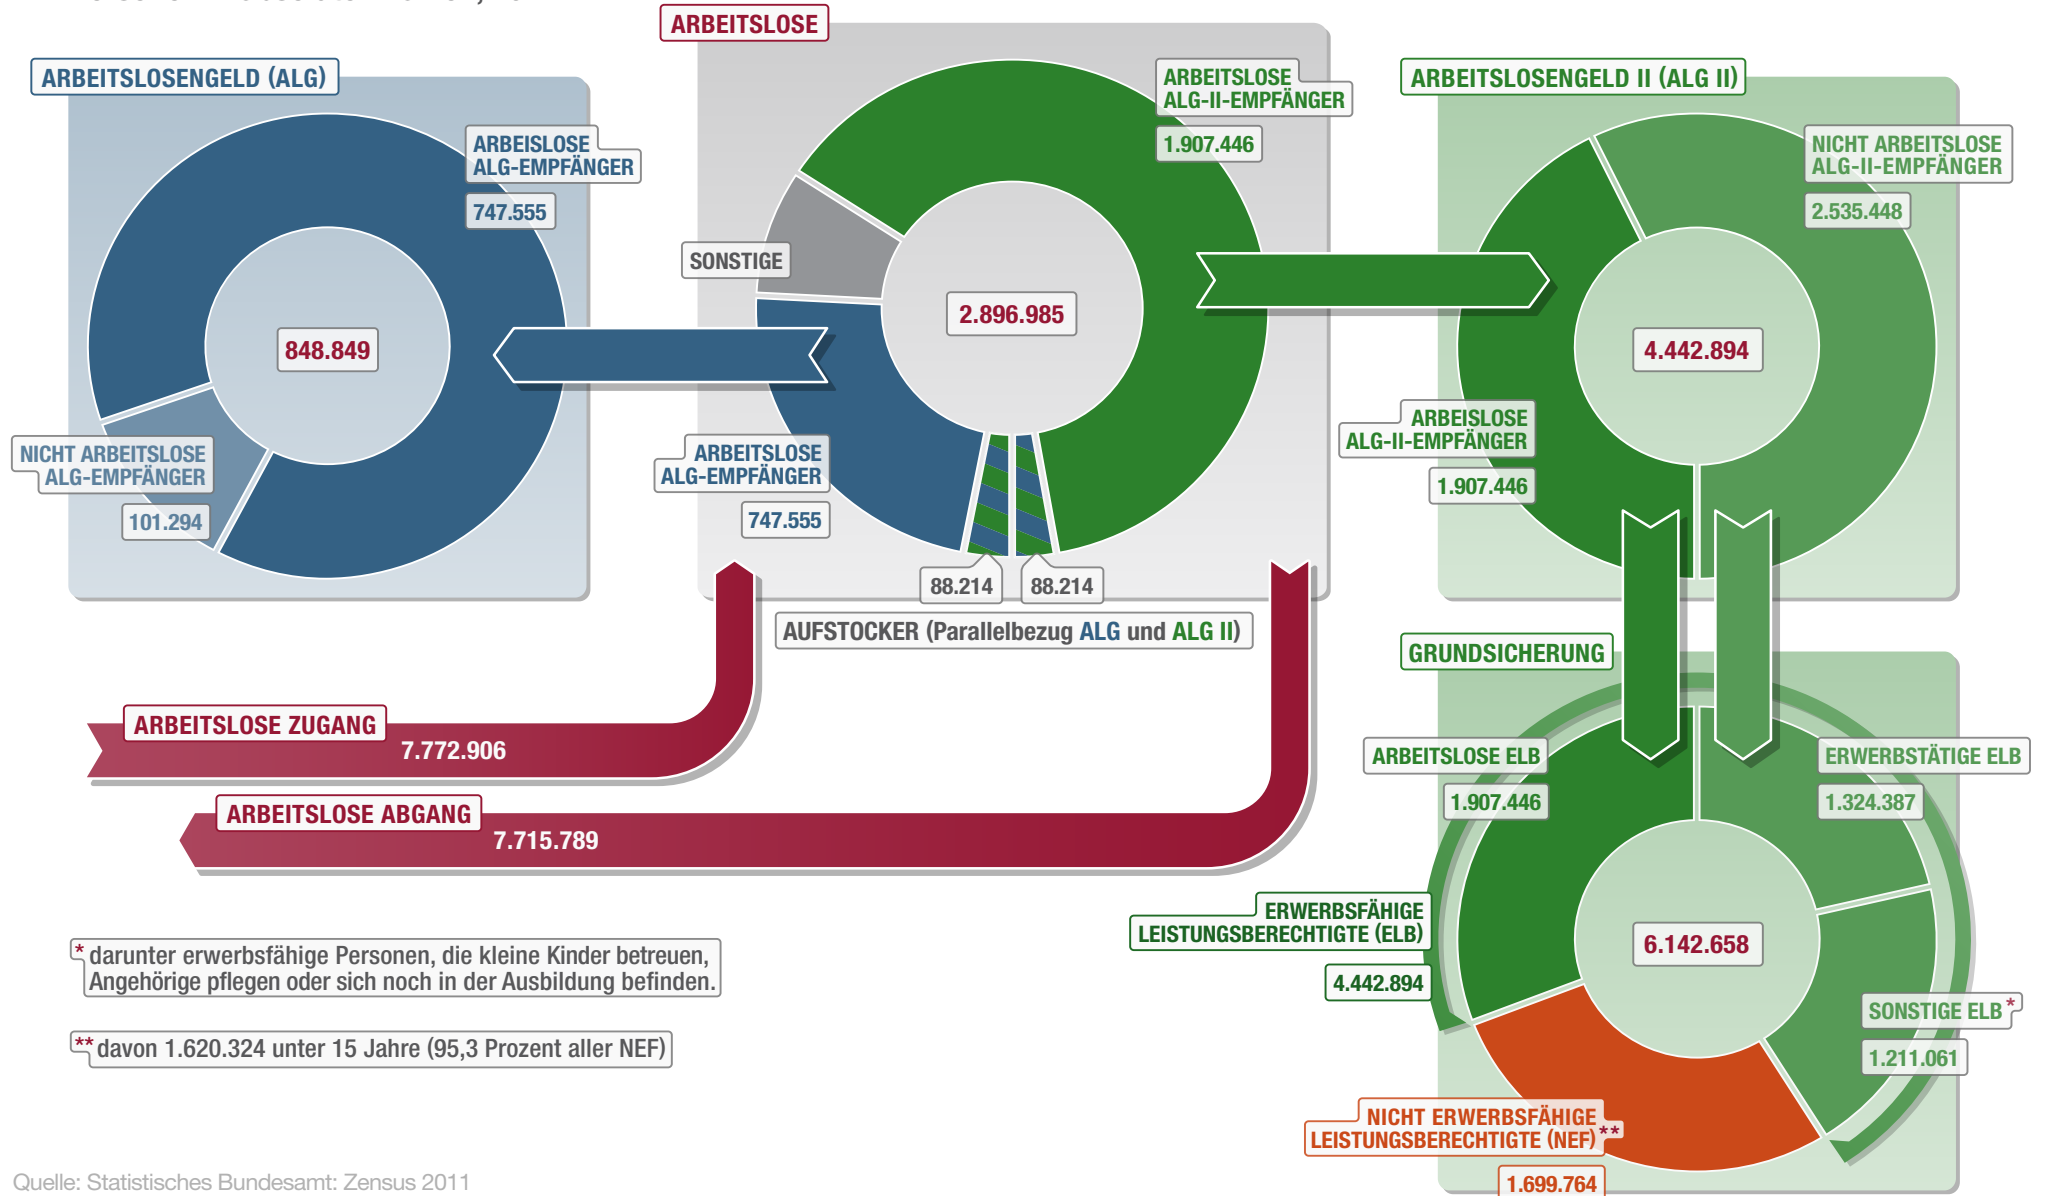 ARBEITSLOSE
ARBEITSLOSENGELD (ALG)
ARBEISLOSE
ALG-EMPFÄNGER
747.555
848.849
NICHT ARBEITSLOSE
ALG-EMPFÄNGER
101.294
ARBEITSLOSE
ALG-II-EMPFÄNGER
1.907.446
SONSTIGE
2.896.985
ARBEITSLOSE
ALG-EMPFÄNGER
747.555
88.214
88.214
AUFSTOCKER (Parallelbezug ALG und ALG II)
ARBEITSLOSENGELD II (ALG II)
NICHT ARBEITSLOSE
ALG-II-EMPFÄNGER
2.535.448
4.442.894
ARBEISLOSE
ALG-II-EMPFÄNGER
1.907.446
ARBEITSLOSE ZUGANG
7.772.906
ARBEITSLOSE ABGANG
7.715.789
GRUNDSICHERUNG
ARBEITSLOSE ELB
1.907.446
ERWERBSTÄTIGE ELB
1.324.387
ERWERBSFÄHIGE
LEISTUNGSBERECHTIGTE (ELB)
4.442.894
6.142.658
SONSTIGE ELB*
1.211.061
NICHT ERWERBSFÄHIGE
LEISTUNGSBERECHTIGTE (NEF)**
1.699.764
* darunter erwerbsfähige Personen, die kleine Kinder betreuen,
Angehörige pflegen oder sich noch in der Ausbildung befinden.
** davon 1.620.324 unter 15 Jahre (95,3 Prozent aller NEF)
Quelle: Statistisches Bundesamt: Zensus 2011